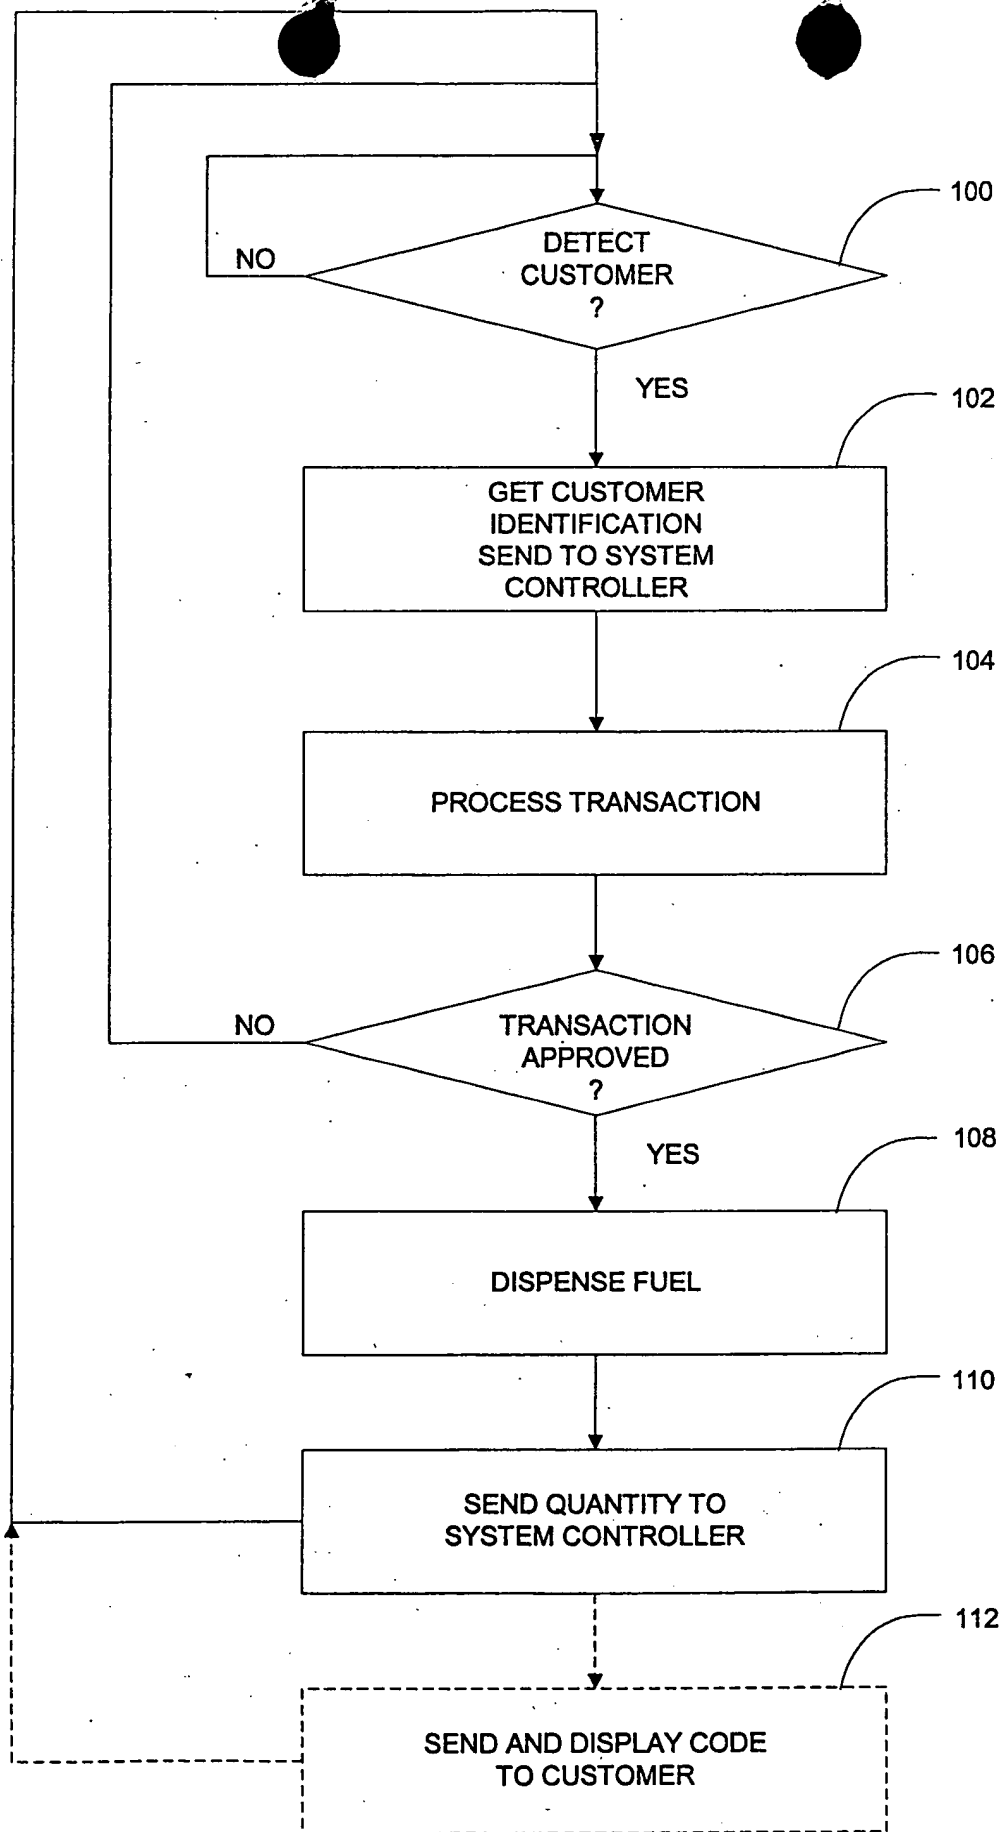 100
DETECT
CUSTOMER
?
NO
YES
102
GET CUSTOMER
IDENTIFICATION
SEND TO SYSTEM
CONTROLLER
104
PROCESS TRANSACTION
106
TRANSACTION
APPROVED
?
NO
YES
108
DISPENSE FUEL
110
SEND QUANTITY TO
SYSTEM CONTROLLER
112
SEND AND DISPLAY CODE
TO CUSTOMER